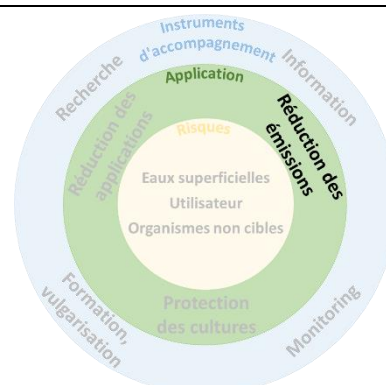 Instruments
d'accompagnement
Recherche
Information
Application
Réduction des
applications
Réduction des
émissions
Risques
Eaux superficielles
Utilisateur
Organismes non cibles
Protection
des cultures
Formation,
vulgarisation
Monitoring